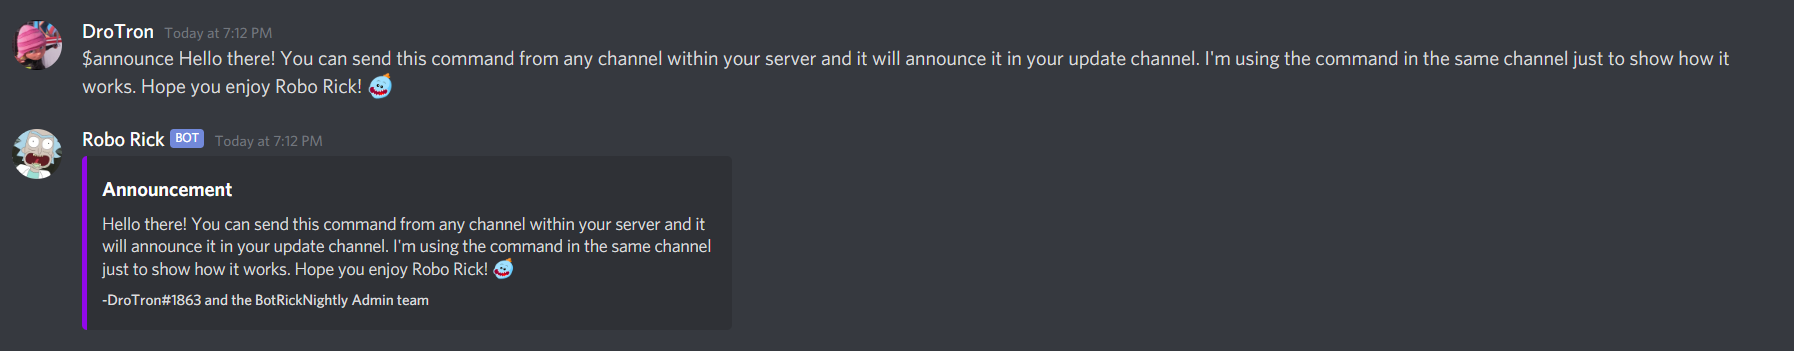 DroTron Today at 7:12 PM
$announce Hello there! You can send this command from any channel within your server and it will announce it in your update channel. I'm using the command in the same channel just to show how it
works. Hope you enjoy Robo Rick!
Robo Rick BOT Today at 7:12 PM
Announcement
Hello there! You can send this command from any channel within your server and it
will announce it in your update channel. I'm using the command in the same channel
just to show how it works. Hope you enjoy Robo Rick!
-DroTron#1863 and the BotRickNightly Admin team